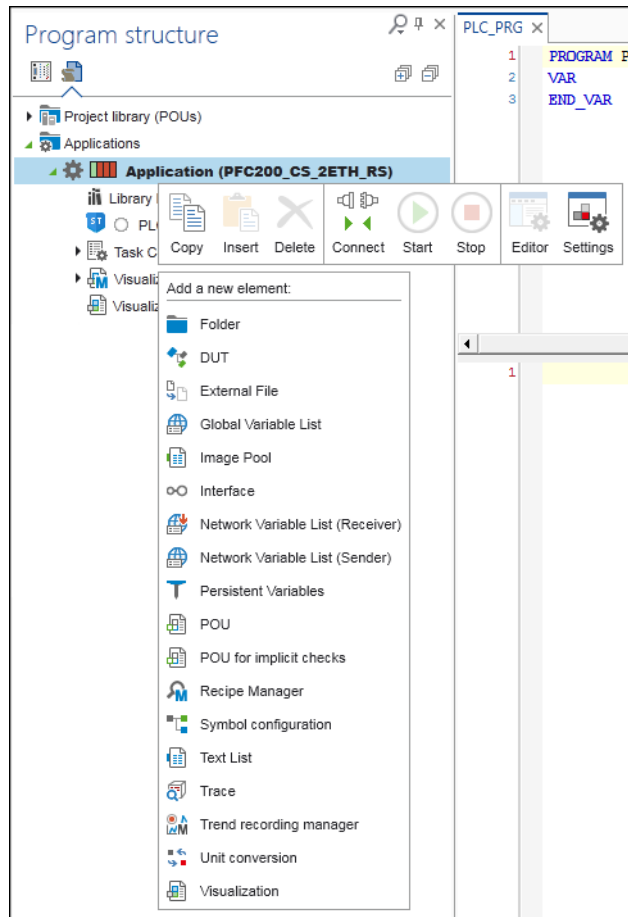 Program structure
PLC_PRG
Project library (POUs)
Applications
Application (PFC200_CS_2ETH_RS)
Library
Task
1 PROGRAM P
2 VAR
3 END_VAR
Copy Insert Delete Connect Start Stop Editor Settings
Add a new element:
Folder
DUT
External File
Global Variable List
Image Pool
Interface
Network Variable List (Receiver)
Network Variable List (Sender)
Persistent Variables
POU
POU for implicit checks
Recipe Manager
Symbol configuration
Text List
Trace
Trend recording manager
Unit conversion
Visualization
1